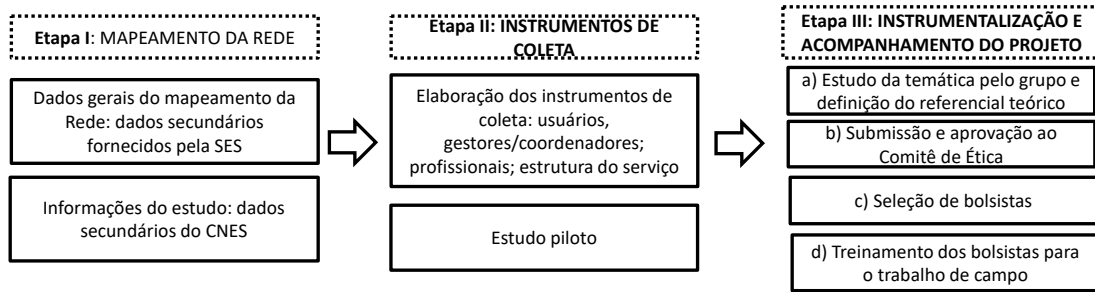 Etapa I: MAPEAMENTO DA REDE
Dados gerais do mapeamento da
Rede: dados secundários
fornecidos pela SES
Informações do estudo: dados
secundários do CNES
Etapa II: INSTRUMENTOS DE
COLETA
Elaboração dos instrumentos de
coleta: usuários,
gestores/coordenadores;
profissionais; estrutura do serviço
Estudo piloto
Etapa III: INSTRUMENTALIZAÇÃO E
ACOMPANHAMENTO DO PROJETO
a) Estudo da temática pelo grupo e
definição do referencial teórico
b) Submissão e aprovação ao
Comitê de Ética
c) Seleção de bolsistas
d) Treinamento dos bolsistas para
o trabalho de campo